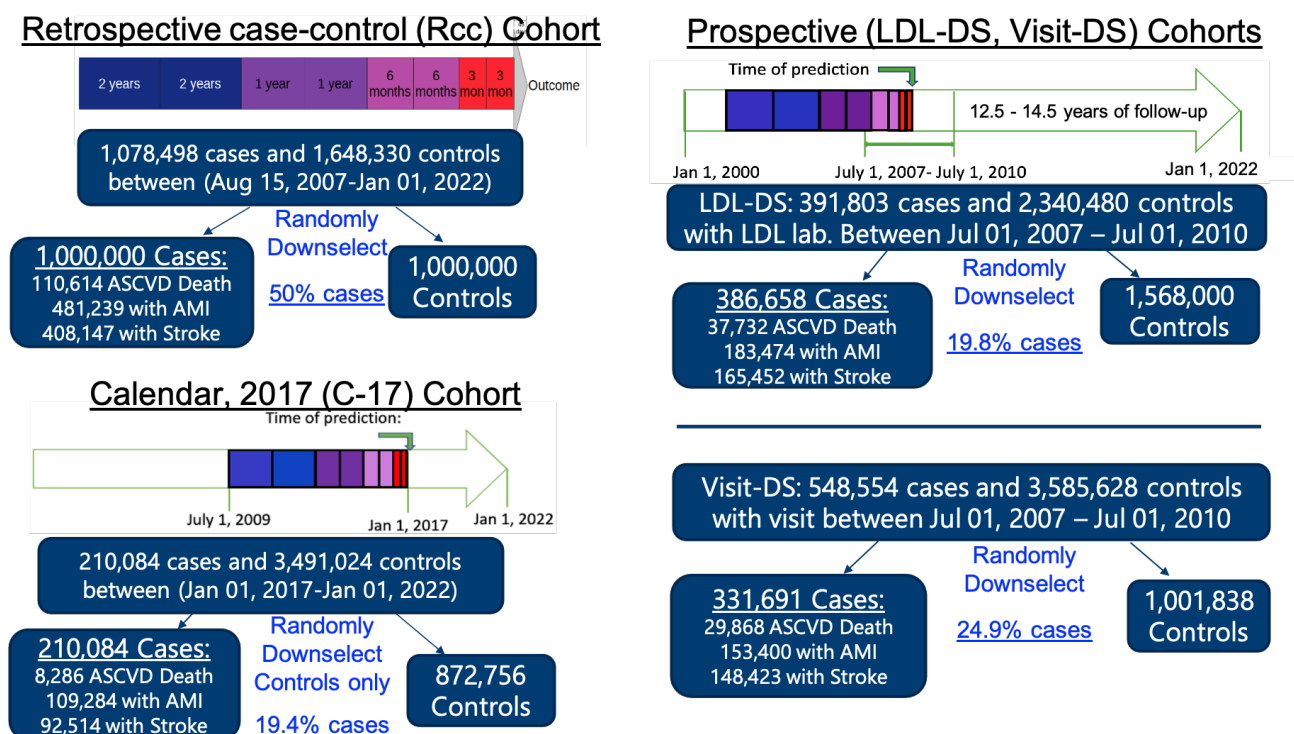 Retrospective case-control (Rcc) Cohort
2 years
2 years
1 year
1 year
6
months
6
months
3
mon
3
mon
Outcome
1,078,498 cases and 1,648,330 controls
between (Aug 15, 2007-Jan 01, 2022)
Randomly
Downselect
50% cases
1,000,000 Cases:
110,614 ASCVD Death
481,239 with AMI
408,147 with Stroke
1,000,000
Controls
Calendar, 2017 (C-17) Cohort
Time of prediction:
July 1, 2009
Jan 1, 2017
Jan 1, 2022
210,084 cases and 3,491,024 controls
between (Jan 01, 2017-Jan 01, 2022)
Randomly
Downselect
Controls only
19.4% cases
210,084 Cases:
8,286 ASCVD Death
109,284 with AMI
92,514 with Stroke
872,756
Controls
Prospective (LDL-DS, Visit-DS) Cohorts
Time of prediction
12.5 - 14.5 years of follow-up
Jan 1, 2000
July 1, 2007- July 1, 2010
Jan 1, 2022
LDL-DS: 391,803 cases and 2,340,480 controls
with LDL lab. Between Jul 01, 2007 – Jul 01, 2010
Randomly
Downselect
19.8% cases
386,658 Cases:
37,732 ASCVD Death
183,474 with AMI
165,452 with Stroke
1,568,000
Controls
Visit-DS: 548,554 cases and 3,585,628 controls
with visit between Jul 01, 2007 – Jul 01, 2010
Randomly
Downselect
24.9% cases
331,691 Cases:
29,868 ASCVD Death
153,400 with AMI
148,423 with Stroke
1,001,838
Controls